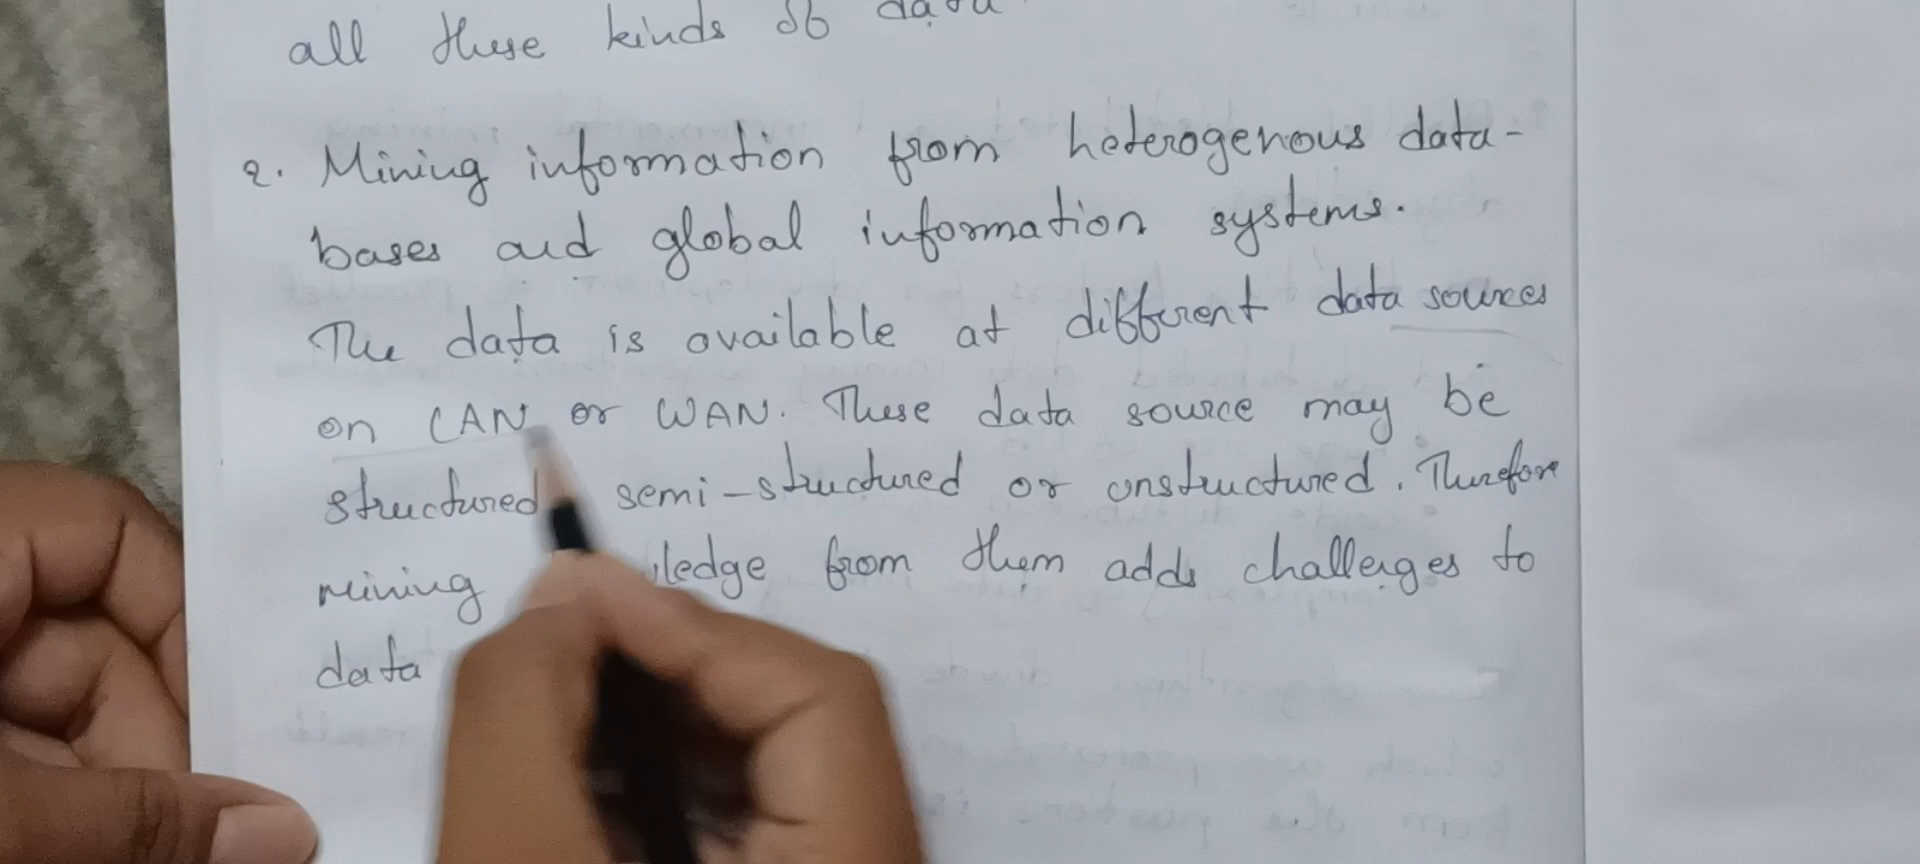 all these kinds of data
2. Mining information from heterogenous data-
bases and global information systems.
The data is available at different data sources
on LAN or WAN. These data source may be
structured semi-structured or unstructured. Therefore
mining ledge from them adds challenges to
data